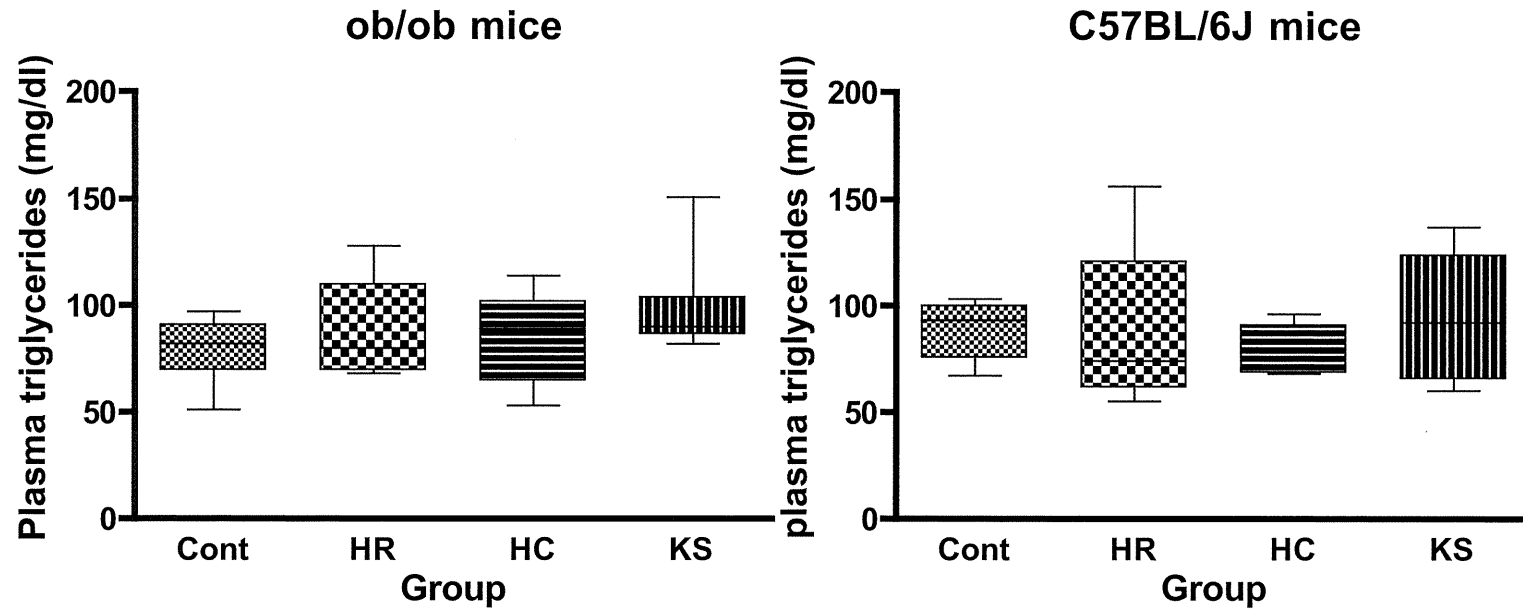 ob/ob mice
Plasma triglycerides (mg/dl)
200
150
100
50
0
Cont HR HC KS
Group
C57BL/6J mice
plasma triglycerides (mg/dl)
200
150
100
50
0
Cont HR HC KS
Group